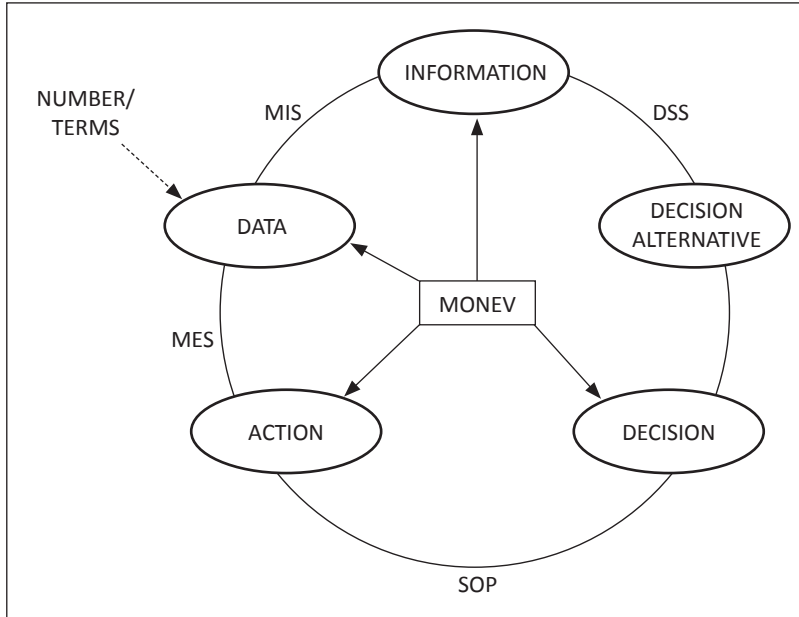 INFORMATION
NUMBER/
TERMS
MIS
DSS
DATA
DECISION
ALTERNATIVE
MONEV
MES
ACTION
DECISION
SOP